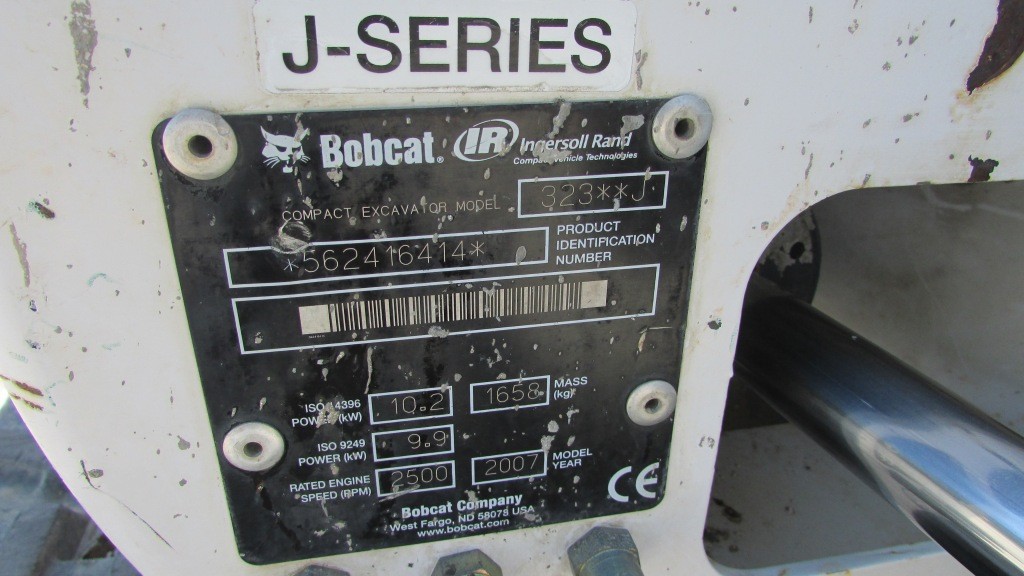 J-SERIES
Bobcat® IR Ingersoll Rand
Compact Vehicle Technologies
COMPACT EXCAVATOR MODEL 323**J
*562416414* PRODUCT IDENTIFICATION NUMBER
ISO 14396 POWER (kW) 10.2 1658 MASS (kg)
ISO 9249 POWER (kW) 9.9
RATED ENGINE SPEED (RPM) 2500 2007 MODEL YEAR
CE
Bobcat Company
West Fargo, ND 58078 USA
www.bobcat.com